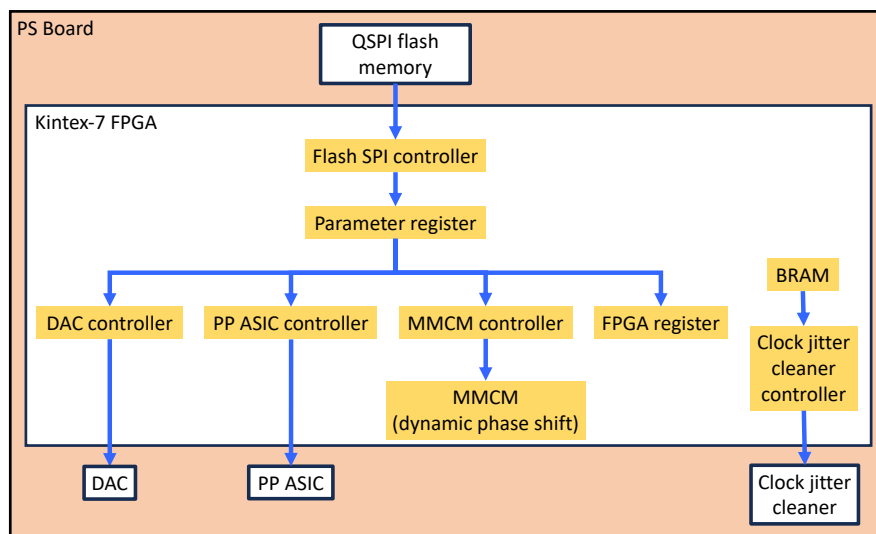 PS Board
QSPI flash
memory
Kintex-7 FPGA
Flash SPI controller
Parameter register
BRAM
DAC controller
PP ASIC controller
MMCM controller
FPGA register
Clock jitter
cleaner
controller
MMCM
(dynamic phase shift)
DAC
PP ASIC
Clock jitter
cleaner